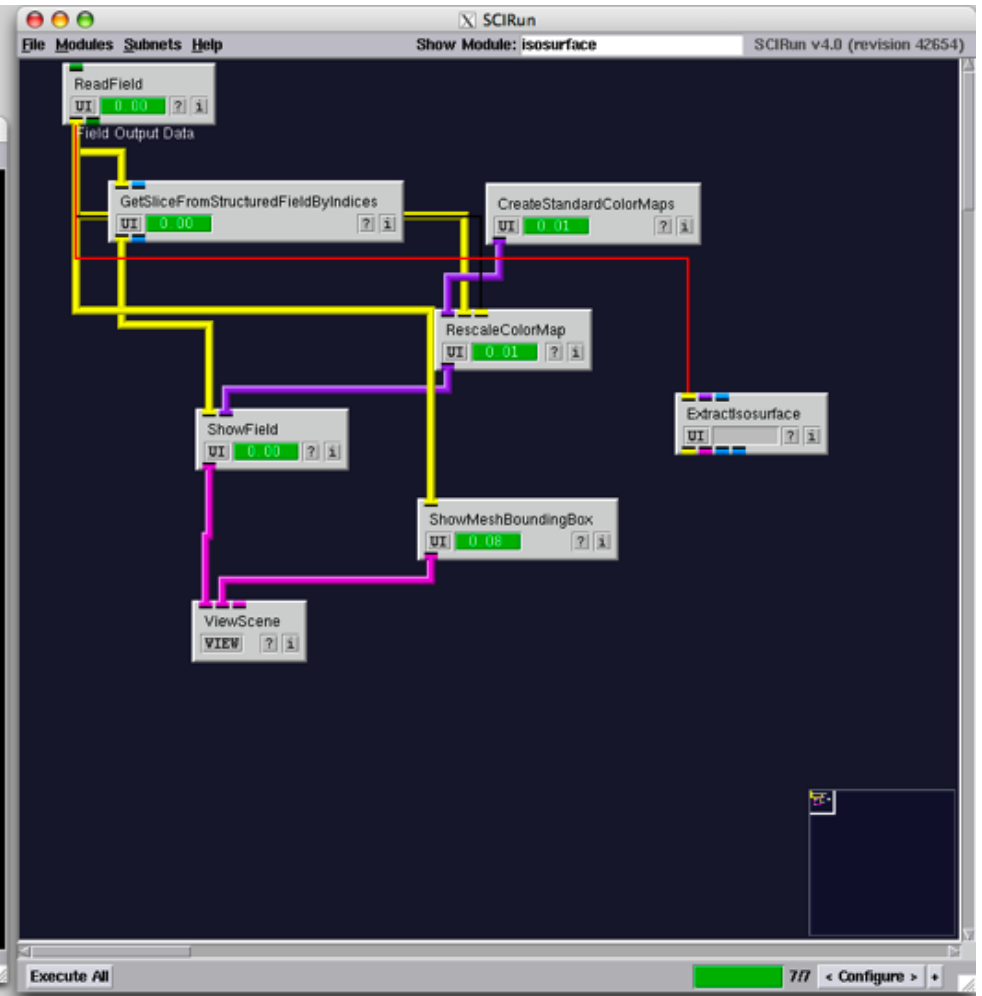 SCIRun
File Modules Subnets Help Show Module: isosurface SCIRun v4.0 (revision 42654)
ReadField
UI 0.00 ? i
Field Output Data
GetSliceFromStructuredFieldByIndices
UI 0.00 ? i
CreateStandardColorMaps
UI 0.01 ? i
RescaleColorMap
UI 0.01 ? i
ExtractIsosurface
UI ? i
ShowField
UI 0.00 ? i
ShowMeshBoundingBox
UI 0.08 ? i
ViewScene
VIEW ? i
Execute All 7/7 < Configure > +